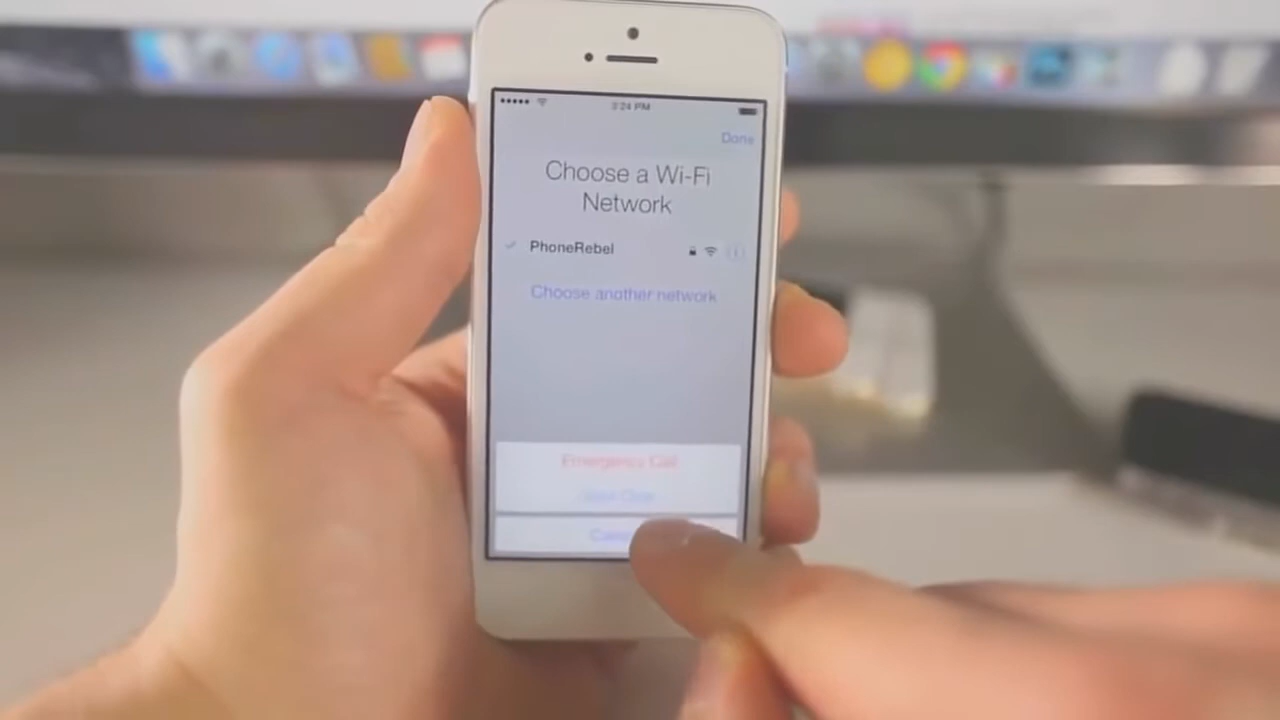 3:24 PM
Done
Choose a Wi-Fi
Network
PhoneRebel
Choose another network
Emergency Call